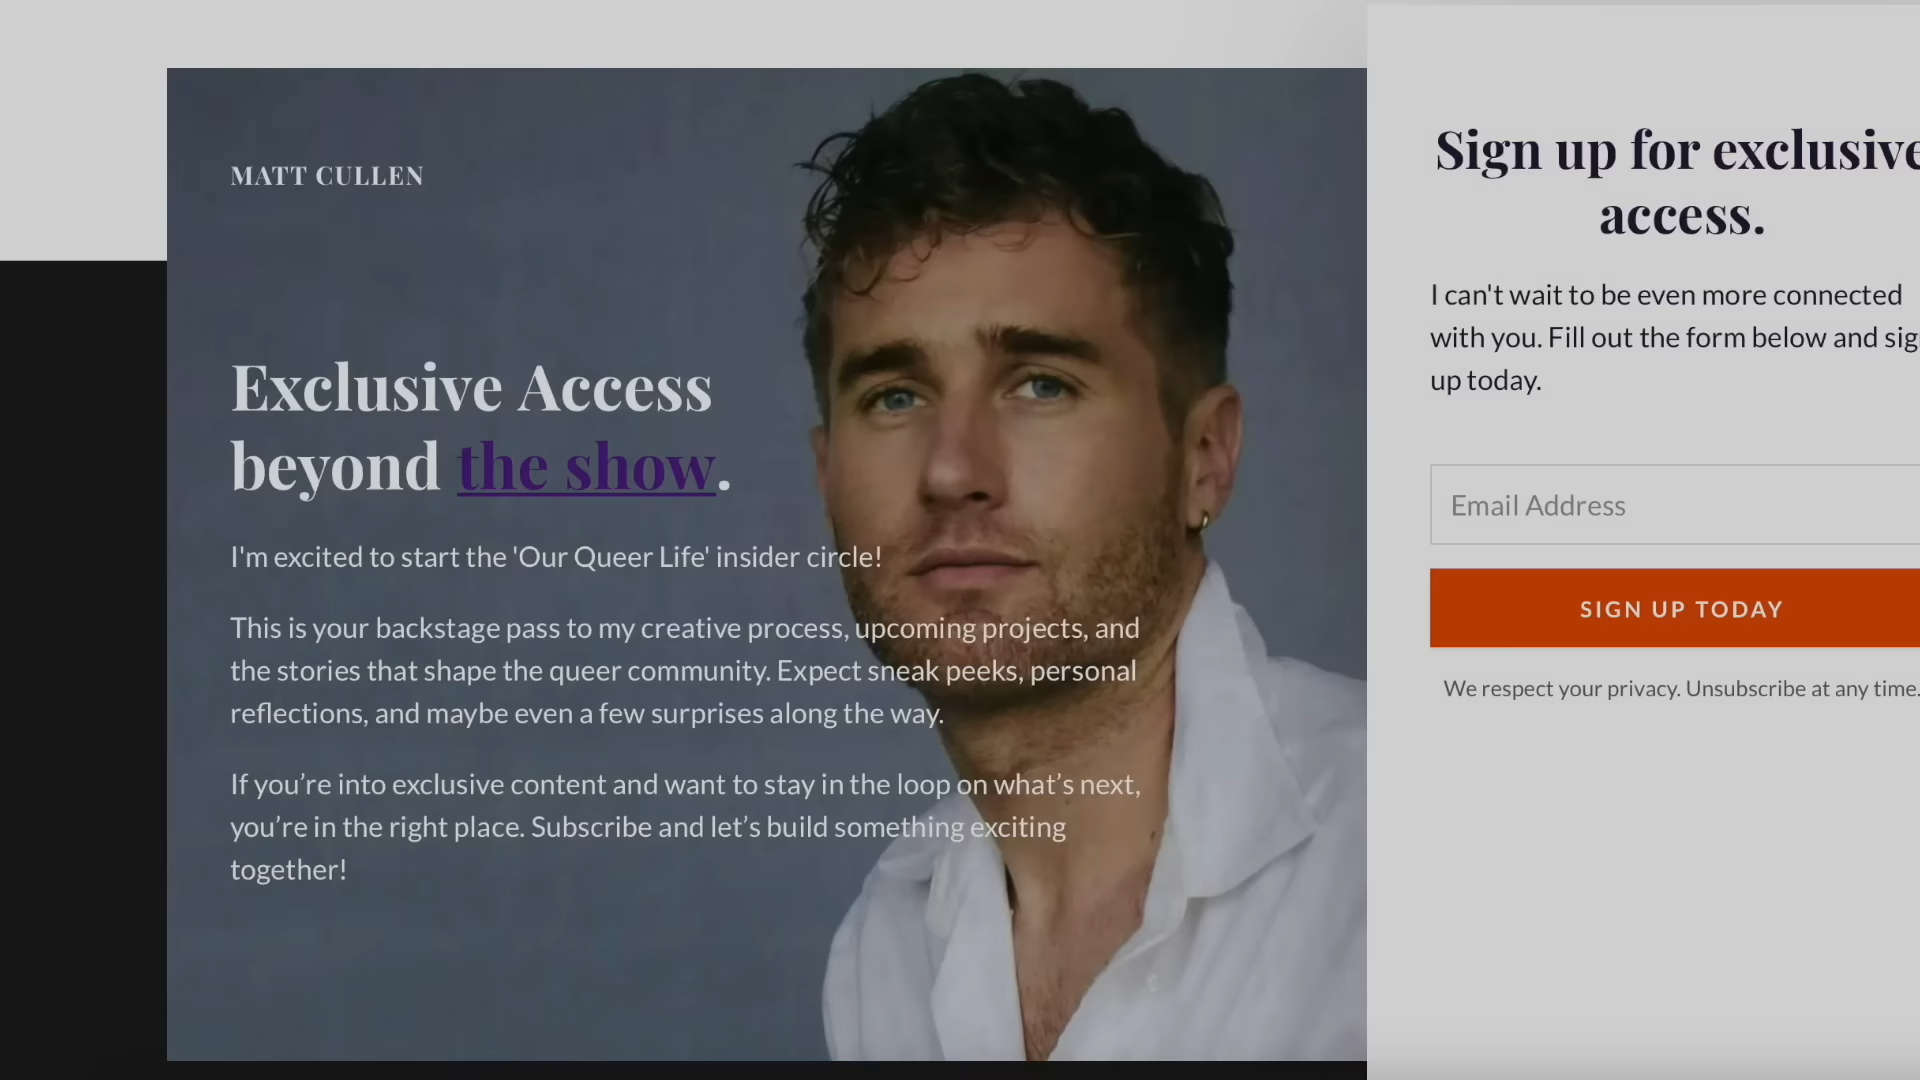 MATT CULLEN
Exclusive Access
beyond the show.
I'm excited to start the 'Our Queer Life' insider circle!
This is your backstage pass to my creative process, upcoming projects, and
the stories that shape the queer community. Expect sneak peeks, personal
reflections, and maybe even a few surprises along the way.
If you’re into exclusive content and want to stay in the loop on what’s next,
you’re in the right place. Subscribe and let’s build something exciting
together!
Sign up for exclusive
access.
I can't wait to be even more connected
with you. Fill out the form below and sig
up today.
Email Address
SIGN UP TODAY
We respect your privacy. Unsubscribe at any time.